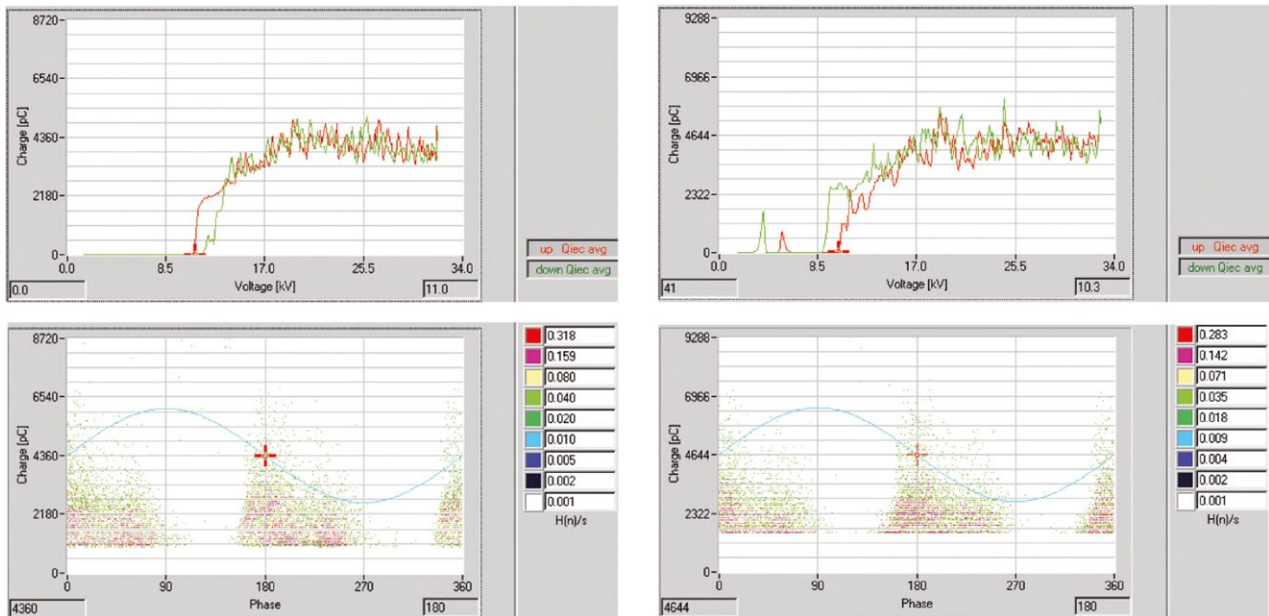 8720
6540
4360
2180
0
Charge [pC]
0.0 8.5 17.0 25.5 34.0
Voltage [kV]
0.0
11.0
up Qiec avg
down Qiec avg
9288
6966
4644
2322
0
Charge [pC]
0.0 8.5 17.0 25.5 34.0
Voltage [kV]
41
10.3
up Qiec avg
down Qiec avg
8720
6540
4360
2180
0
Charge [pC]
0 90 180 270 360
Phase
4360
180
0.318
0.159
0.080
0.040
0.020
0.010
0.005
0.002
0.001
H(n)/s
9288
6966
4644
2322
0
Charge [pC]
0 90 180 270 360
Phase
4644
180
0.283
0.142
0.071
0.035
0.018
0.009
0.004
0.002
0.001
H(n)/s